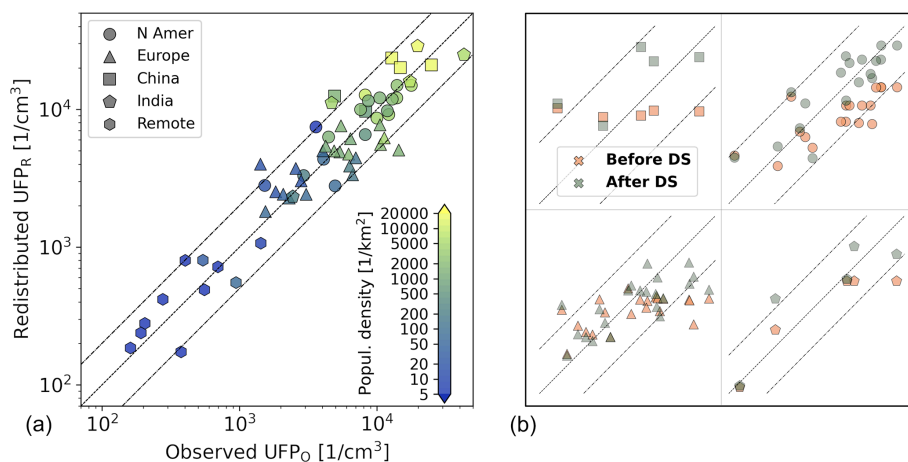 N Amer
Europe
China
India
Remote
Redistributed UFP_R [1/cm³]
10⁴
10³
10²
Popul. density [1/km²]
20000
10000
5000
2000
1000
500
200
100
50
20
10
5
10² 10³ 10⁴
Observed UFP_O [1/cm³]
(a)
Before DS
After DS
(b)